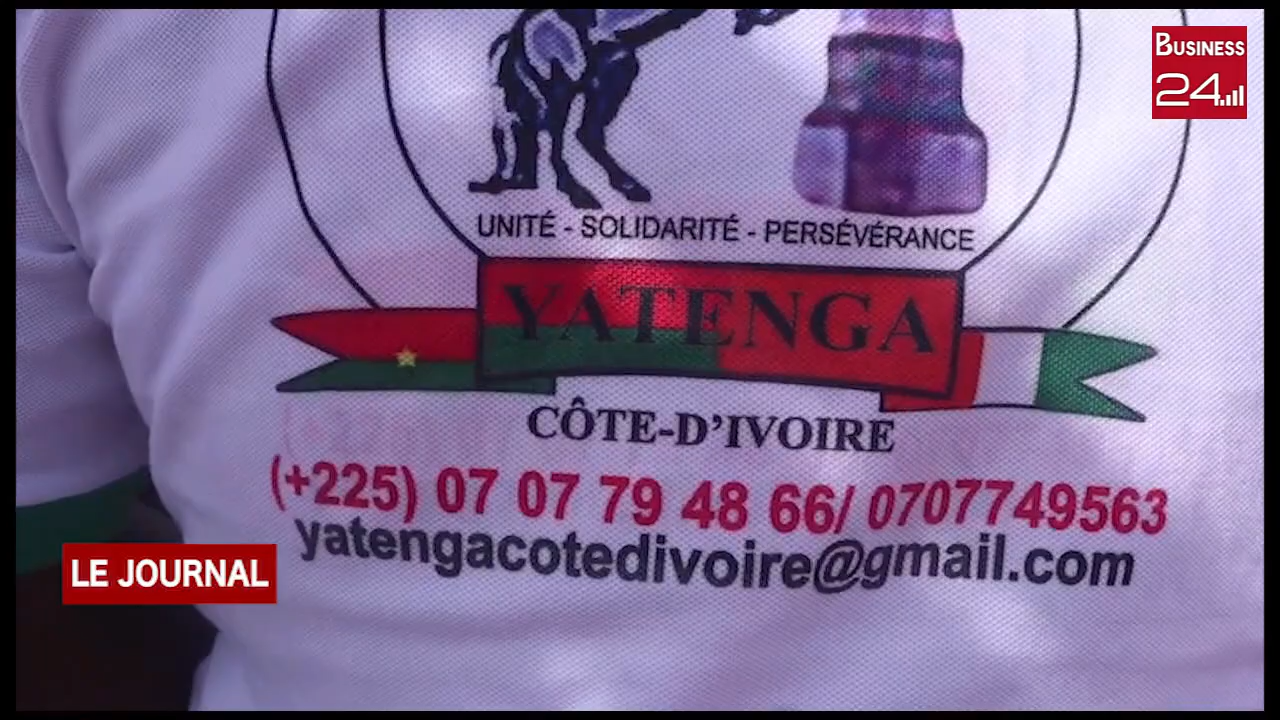 BUSINESS
24
UNITÉ - SOLIDARITÉ - PERSÉVÉRANCE
YATENGA
CÔTE-D'IVOIRE
(+225) 07 07 79 48 66/ 0707749563
yatengacotedivoire@gmail.com
LE JOURNAL